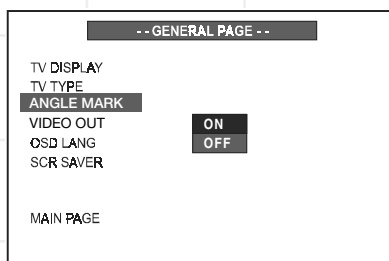 - - GENERAL PAGE - -
TV DISPLAY
TV TYPE
ANGLE MARK
VIDEO OUT
ON
OSD LANG
OFF
SCR SAVER
MAIN PAGE